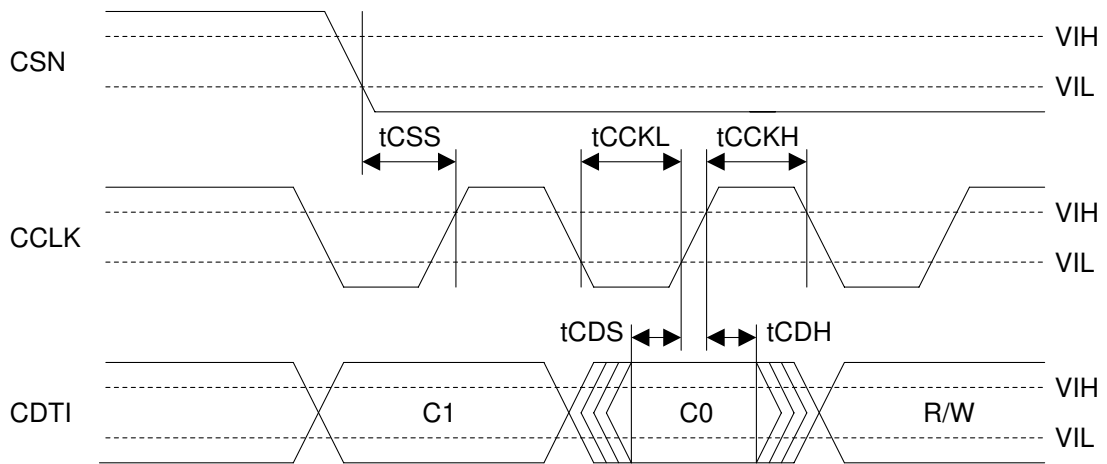 VIH
CSN
VIL
tCSS
tCCKL
tCCKH
VIH
CCLK
VIL
tCDS
tCDH
VIH
CDTI
C1
C0
R/W
VIL